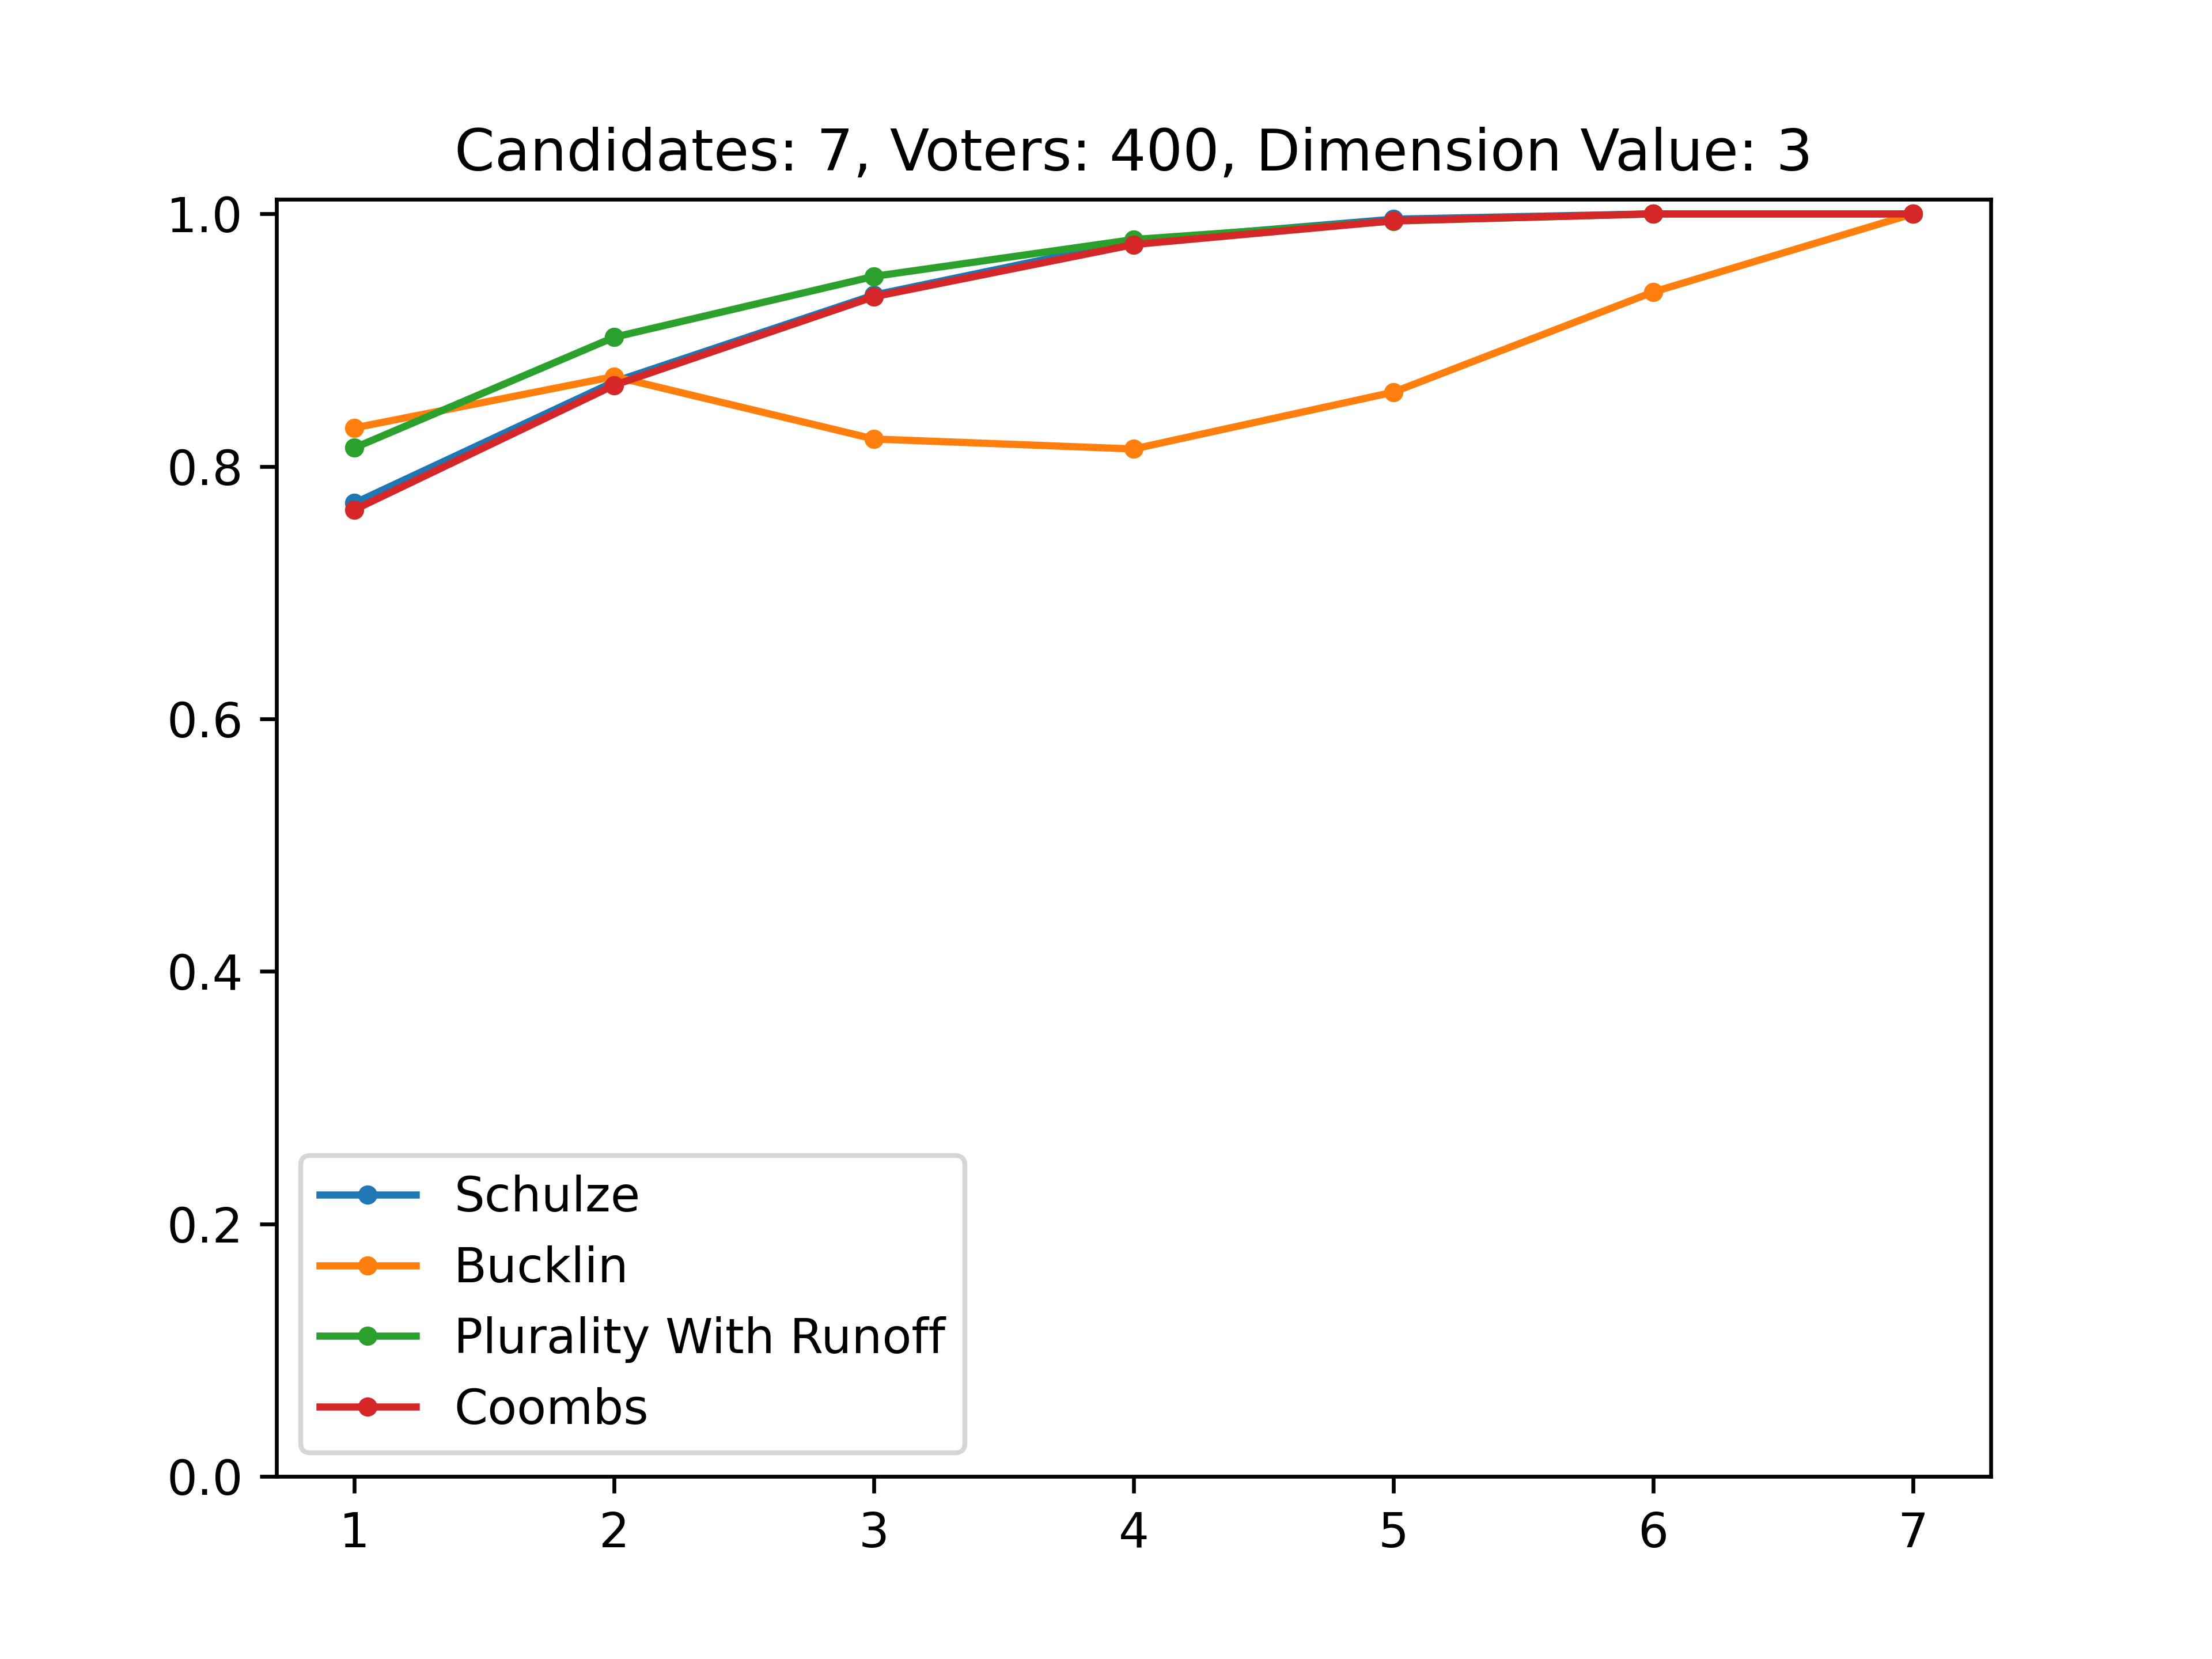 Candidates: 7, Voters: 400, Dimension Value: 3
1.0
0.8
0.6
0.4
0.2
0.0
Schulze
Bucklin
Plurality With Runoff
Coombs
1 2 3 4 5 6 7